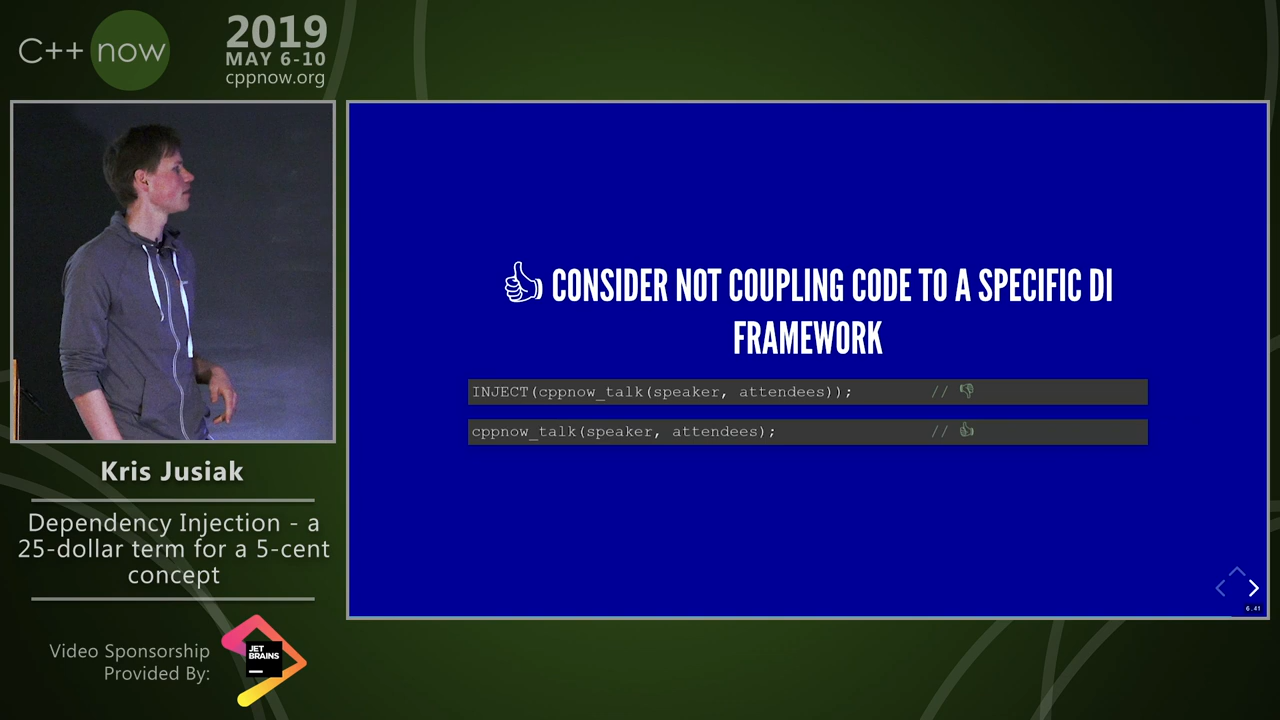 C++ now
2019
MAY 6-10
cppnow.org
👍 CONSIDER NOT COUPLING CODE TO A SPECIFIC DI
FRAMEWORK
INJECT(cppnow_talk(speaker, attendees)); // 👎
cppnow_talk(speaker, attendees); // 👍
6.41
Kris Jusiak
Dependency Injection - a
25-dollar term for a 5-cent
concept
Video Sponsorship
Provided By:
JET
BRAINS